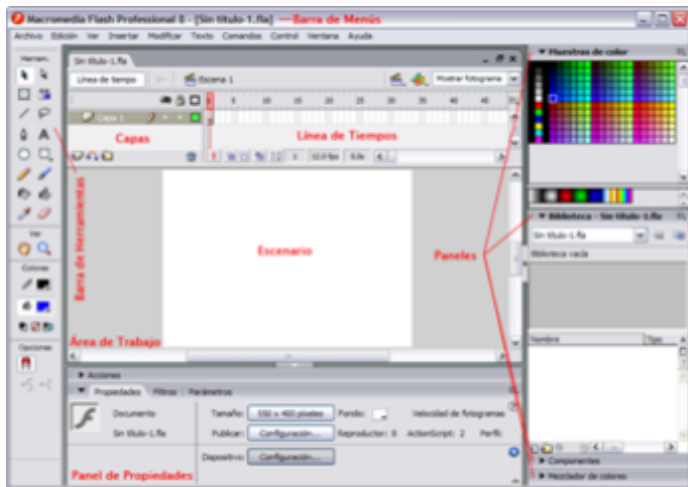 Macromedia Flash Professional 8 - [Sin título-1.fla]
Barra de Menús
Archivo Edición Ver Insertar Modificar Texto Comandos Control Ventana Ayuda
Herram.
Sin título-1.fla
Línea de tiempo
Escena 1
Mostrar fotograma
Muestras de color
1 5 10 15 20 25 30 35 40 45
Capa 1
Capas
Línea de Tiempos
1 12.0 fps 0.0s
Barra de Herramientas
Ver
Colores
Opciones
Escenario
Paneles
Área de Trabajo
Biblioteca - Sin título-1.fla
Sin título-1.fla
Biblioteca vacía
Nombre Tipo
Acciones
Propiedades Filtros Parámetros
Documento
Sin título-1.fla
Tamaño: 550 x 400 píxeles Fondo: Velocidad de fotogramas
Publicar: Configuración... Reproductor: 8 ActionScript: 2 Perfil:
Dispositivo: Configuración...
Panel de Propiedades
Componentes
Mezclador de colores